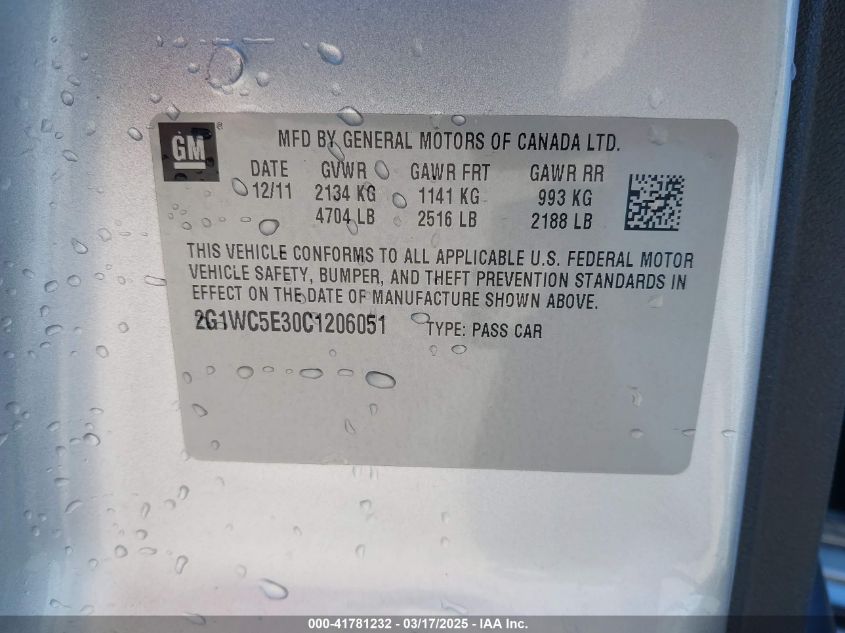 GM®
MFD BY GENERAL MOTORS OF CANADA LTD.
DATE GVWR GAWR FRT GAWR RR
12/11 2134 KG 1141 KG 993 KG
4704 LB 2516 LB 2188 LB
THIS VEHICLE CONFORMS TO ALL APPLICABLE U.S. FEDERAL MOTOR
VEHICLE SAFETY, BUMPER, AND THEFT PREVENTION STANDARDS IN
EFFECT ON THE DATE OF MANUFACTURE SHOWN ABOVE.
2G1WC5E30C1206051 TYPE: PASS CAR
000-41781232 - 03/17/2025 - IAA Inc.